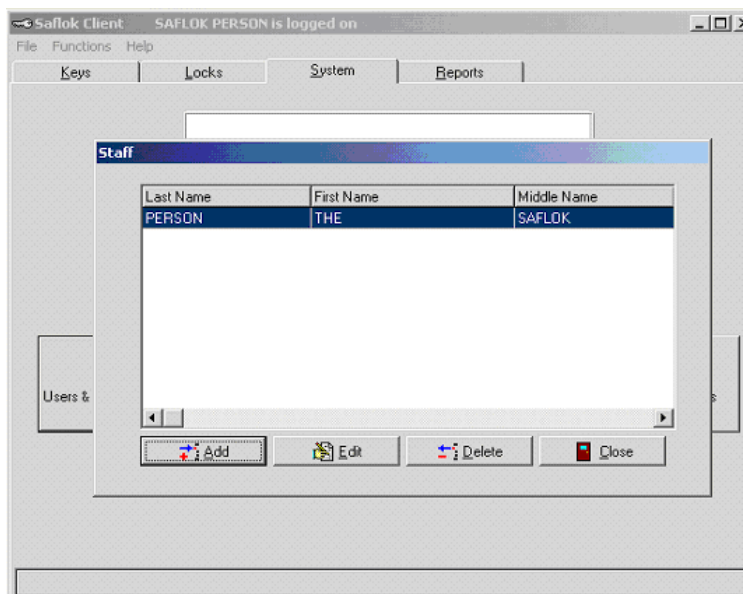 Saflok Client SAFLOK PERSON is logged on
File Functions Help
Keys Locks System Reports
Staff
Last Name First Name Middle Name
PERSON THE SAFLOK
Users &
s
Add Edit Delete Close